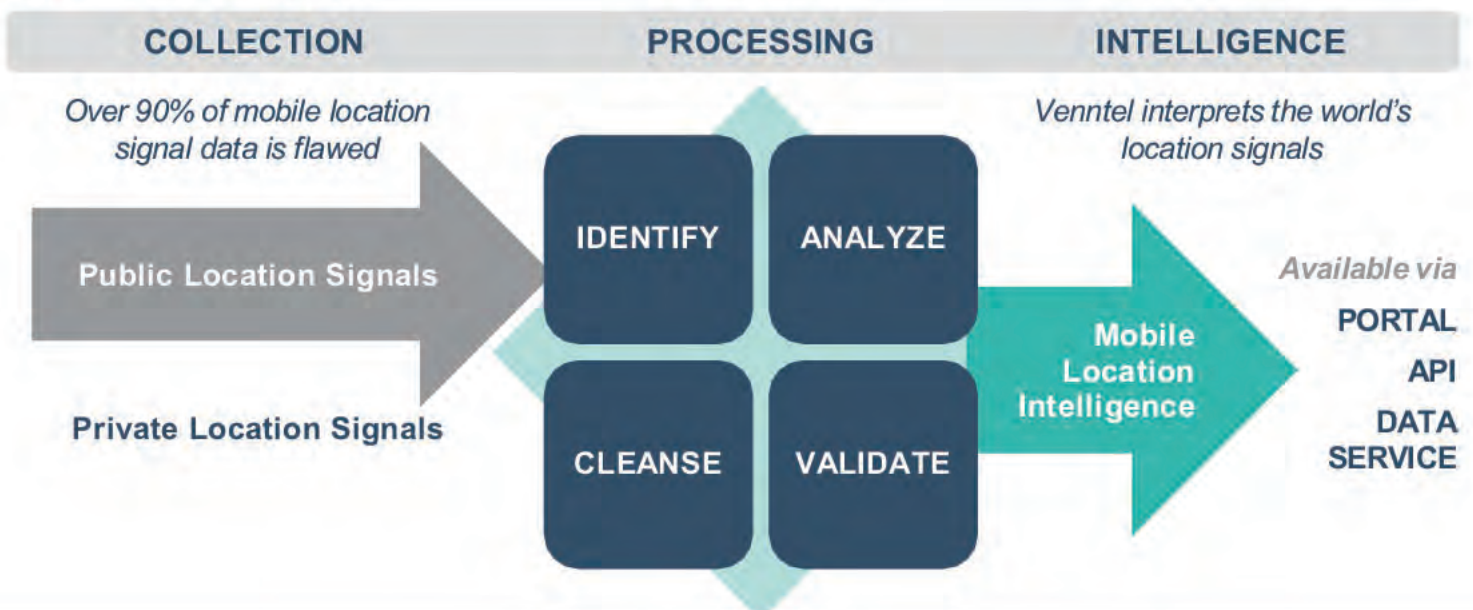 COLLECTION
PROCESSING
INTELLIGENCE
Over 90% of mobile location
signal data is flawed
Public Location Signals
Private Location Signals
IDENTIFY
ANALYZE
CLEANSE
VALIDATE
Venntel interprets the world's
location signals
Mobile
Location
Intelligence
Available via
PORTAL
API
DATA
SERVICE